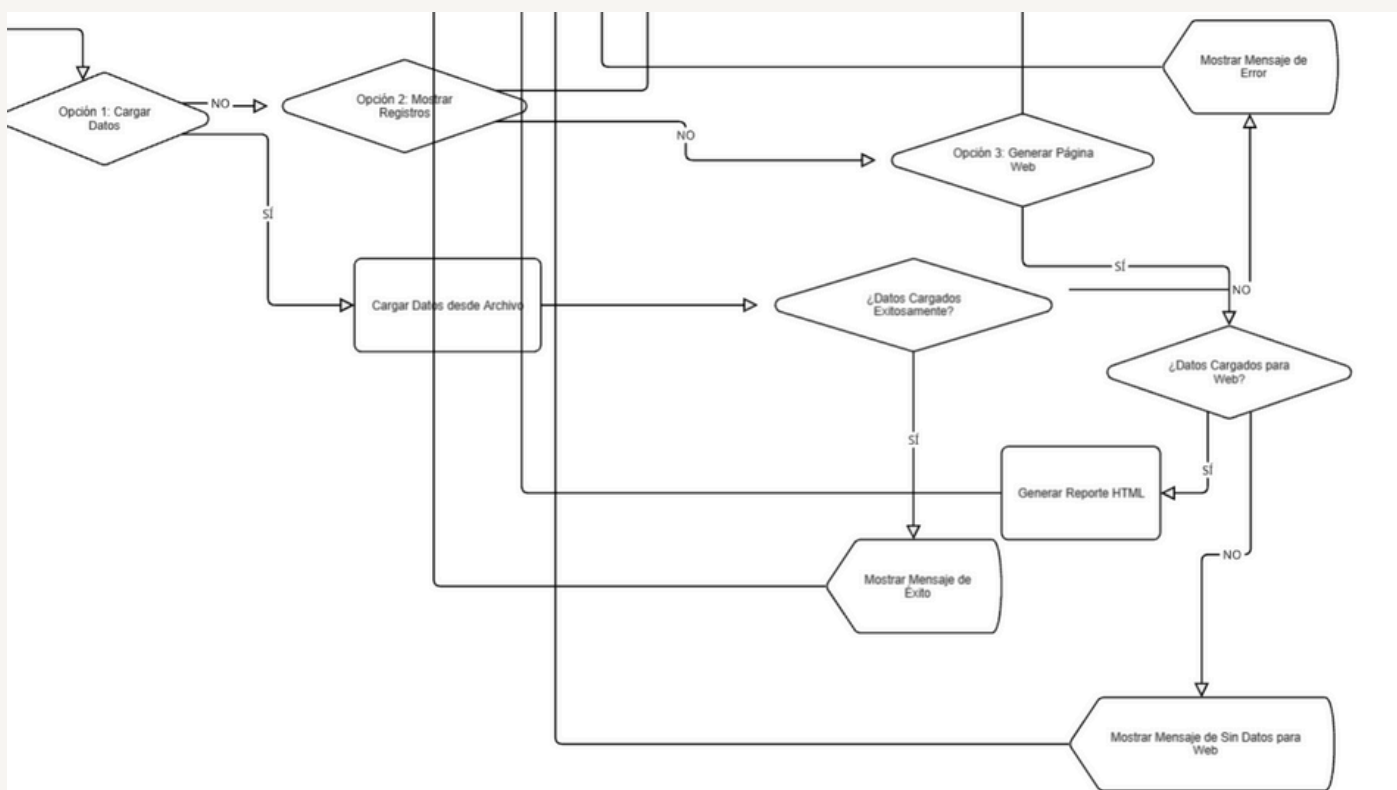 Mostrar Mensaje de
Error
Opción 1: Cargar
Datos
NO
Opción 2: Mostrar
Registros
NO
Opción 3: Generar Página
Web
SÍ
SÍ
Cargar Datos desde Archivo
¿Datos Cargados
Exitosamente?
NO
¿Datos Cargados para
Web?
SÍ
SÍ
Generar Reporte HTML
NO
Mostrar Mensaje de
Éxito
Mostrar Mensaje de Sin Datos para
Web